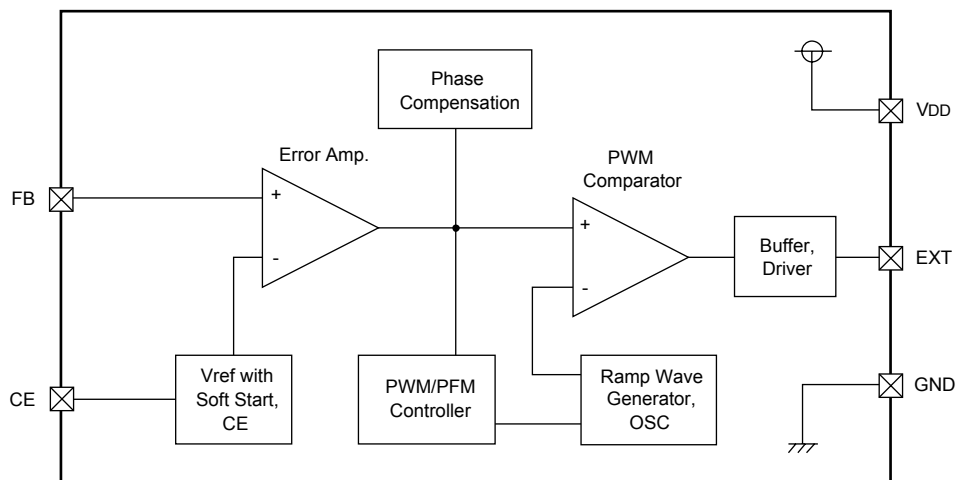 Phase
Compensation
VDD
Error Amp.
PWM
Comparator
FB
+
-
+
-
Buffer,
Driver
EXT
CE
Vref with
Soft Start,
CE
PWM/PFM
Controller
Ramp Wave
Generator,
OSC
GND